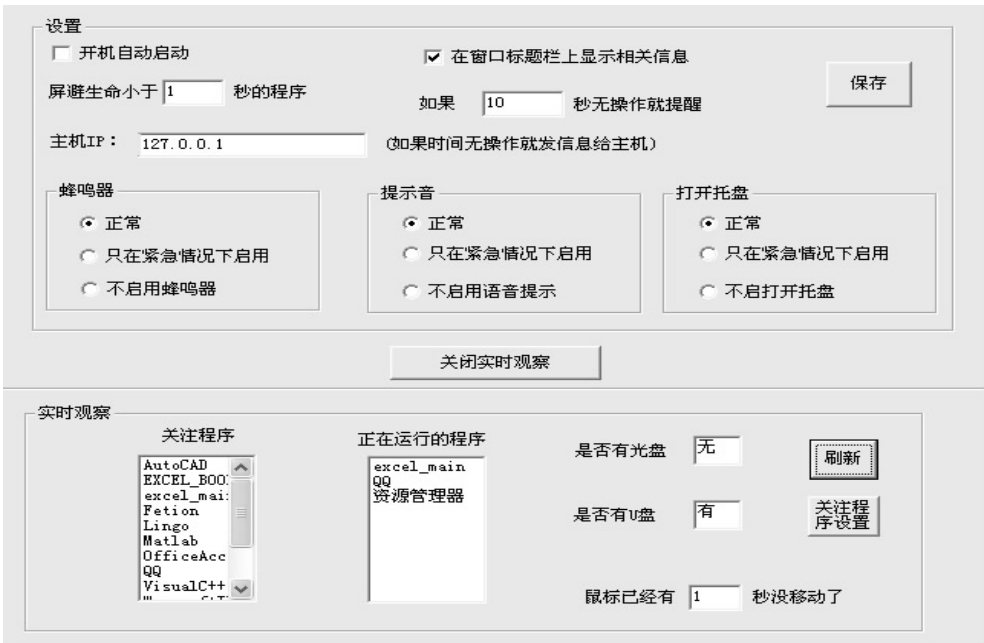 设置
开机自动启动
在窗口标题栏上显示相关信息
屏避生命小于 1 秒的程序
如果 10 秒无操作就提醒
保存
主机IP： 127.0.0.1 (如果时间无操作就发信息给主机)
蜂鸣器
正常
只在紧急情况下启用
不启用蜂鸣器
提示音
正常
只在紧急情况下启用
不启用语音提示
打开托盘
正常
只在紧急情况下启用
不启打开托盘
关闭实时观察
实时观察
关注程序
AutoCAD
EXCEL_BOO
excel_mai
Fetion
Lingo
Matlab
OfficeAcc
QQ
VisualC++
正在运行的程序
excel_main
QQ
资源管理器
是否有光盘 无
是否有U盘 有
鼠标已经有 1 秒没移动了
刷新
关注程
序设置